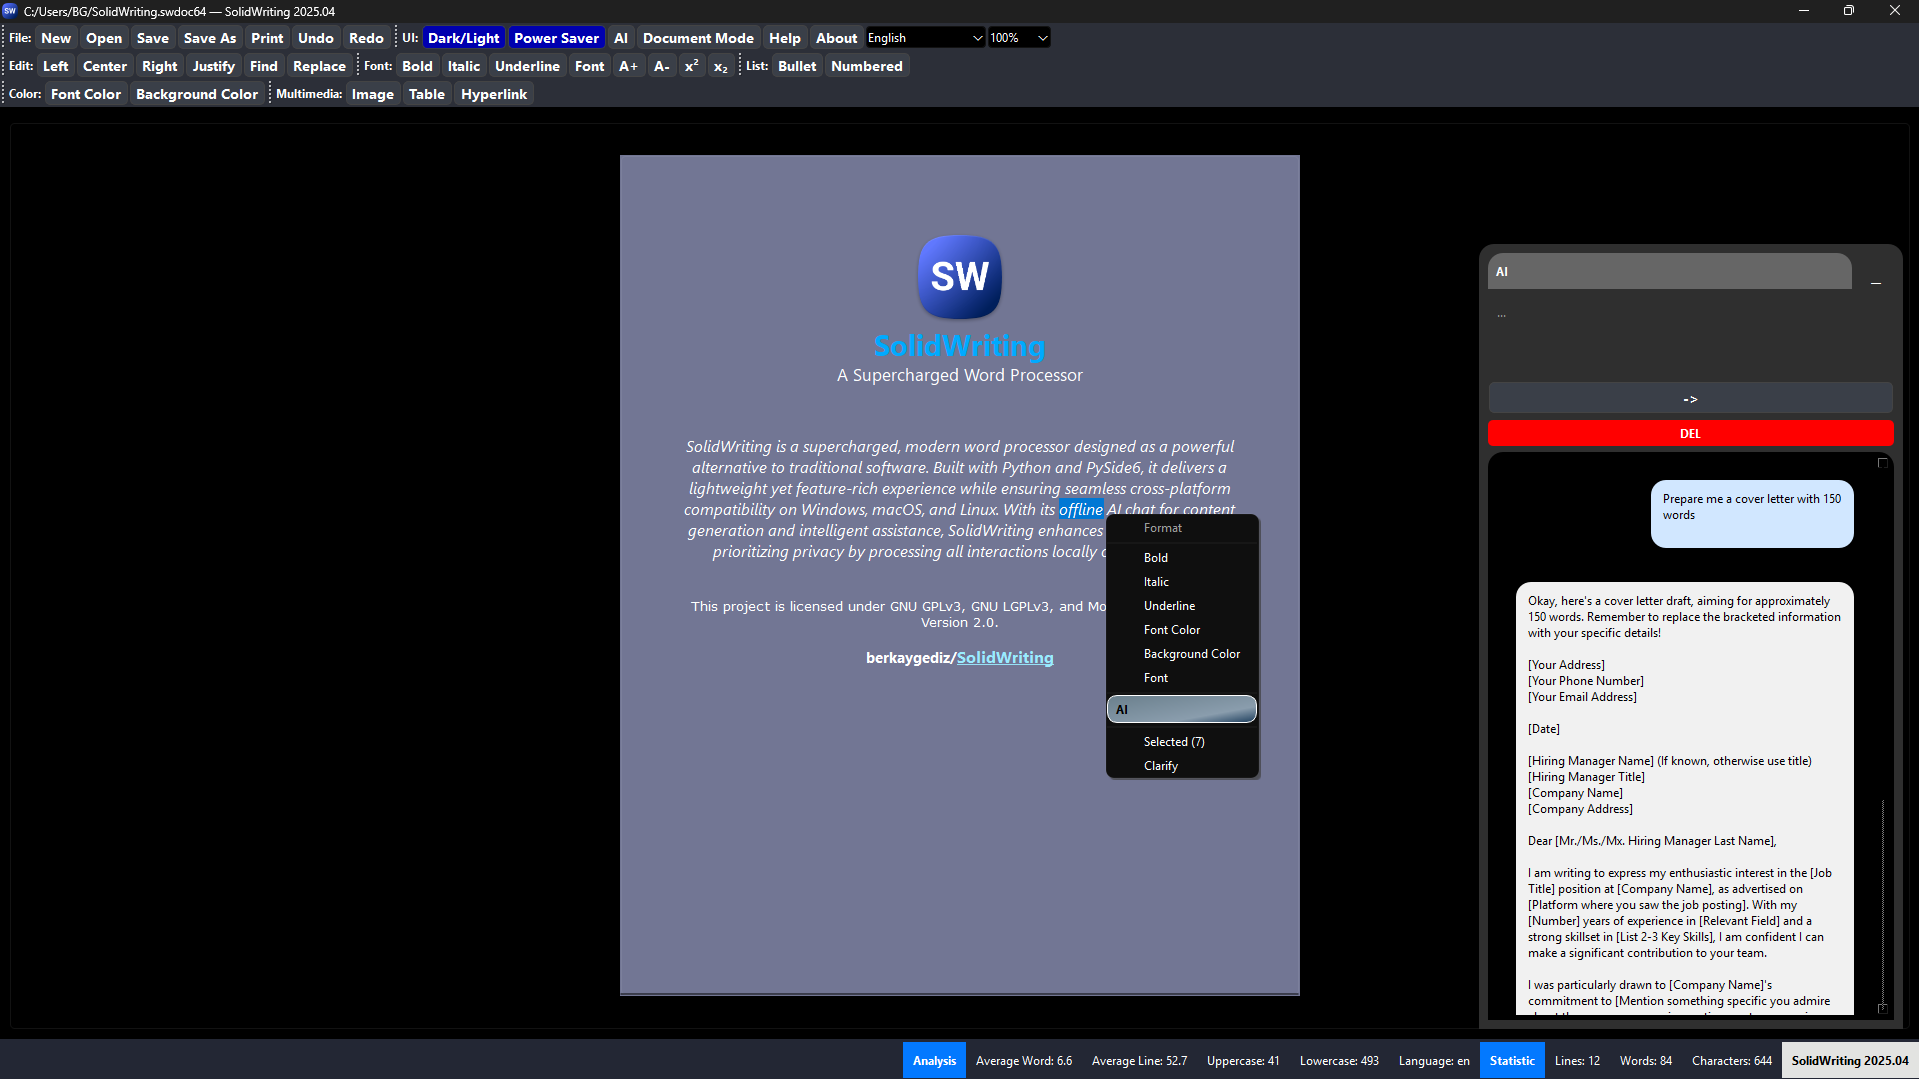 SW C:/Users/BG/SolidWriting.swdoc64 — SolidWriting 2025.04
File: New Open Save Save As Print Undo Redo UI: Dark/Light Power Saver AI Document Mode Help About English 100%
Edit: Left Center Right Justify Find Replace Font: Bold Italic Underline Font A+ A- x² x₂ List: Bullet Numbered
Color: Font Color Background Color Multimedia: Image Table Hyperlink
SW
SolidWriting
A Supercharged Word Processor
SolidWriting is a supercharged, modern word processor designed as a powerful
alternative to traditional software. Built with Python and PySide6, it delivers a
lightweight yet feature-rich experience while ensuring seamless cross-platform
compatibility on Windows, macOS, and Linux. With its offline AI chat for content
generation and intelligent assistance, SolidWriting enhances
prioritizing privacy by processing all interactions locally
This project is licensed under GNU GPLv3, GNU LGPLv3, and
Version 2.0.
berkaygediz/SolidWriting
Format
Bold
Italic
Underline
Font Color
Background Color
Font
AI
Selected (7)
Clarify
AI
...
->
DEL
Prepare me a cover letter with 150
words
Okay, here's a cover letter draft, aiming for approximately
150 words. Remember to replace the bracketed information
with your specific details!
[Your Address]
[Your Phone Number]
[Your Email Address]
[Date]
[Hiring Manager Name] (If known, otherwise use title)
[Hiring Manager Title]
[Company Name]
[Company Address]
Dear [Mr./Ms./Mx. Hiring Manager Last Name],
I am writing to express my enthusiastic interest in the [Job
Title] position at [Company Name], as advertised on
[Platform where you saw the job posting]. With my
[Number] years of experience in [Relevant Field] and a
strong skillset in [List 2-3 Key Skills], I am confident I can
make a significant contribution to your team.
I was particularly drawn to [Company Name]'s
commitment to [Mention something specific you admire
Analysis Average Word: 6.6 Average Line: 52.7 Uppercase: 41 Lowercase: 493 Language: en Statistic Lines: 12 Words: 84 Characters: 644 SolidWriting 2025.04